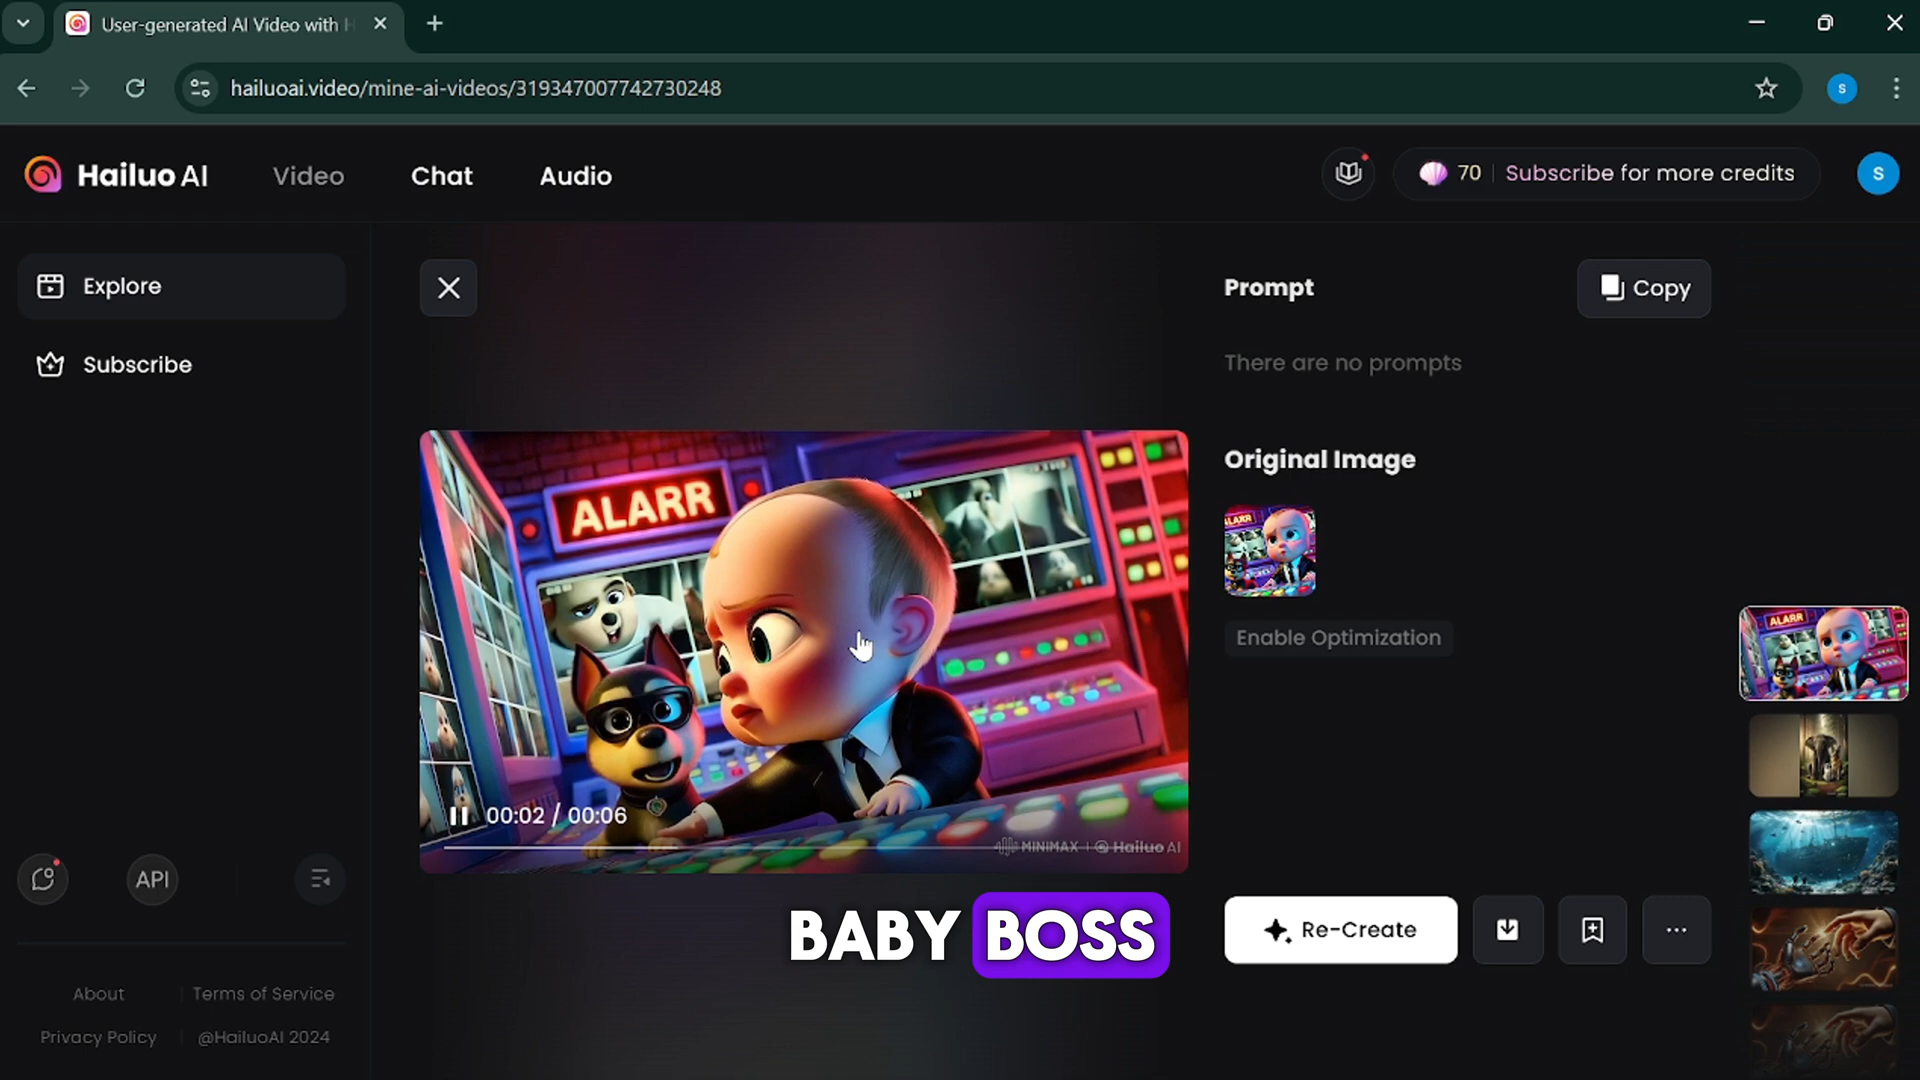 User-generated AI Video with H
hailuoai.video/mine-ai-videos/319347007742730248
S
Hailuo AI
Video
Chat
Audio
70
Subscribe for more credits
S
Explore
Subscribe
Prompt
Copy
There are no prompts
Original Image
ALARR
Enable Optimization
ALARR
00:02 / 00:06
MINIMAX | Hailuo AI
API
BABY BOSS
Re-Create
About
Terms of Service
Privacy Policy
@HailuoAI 2024